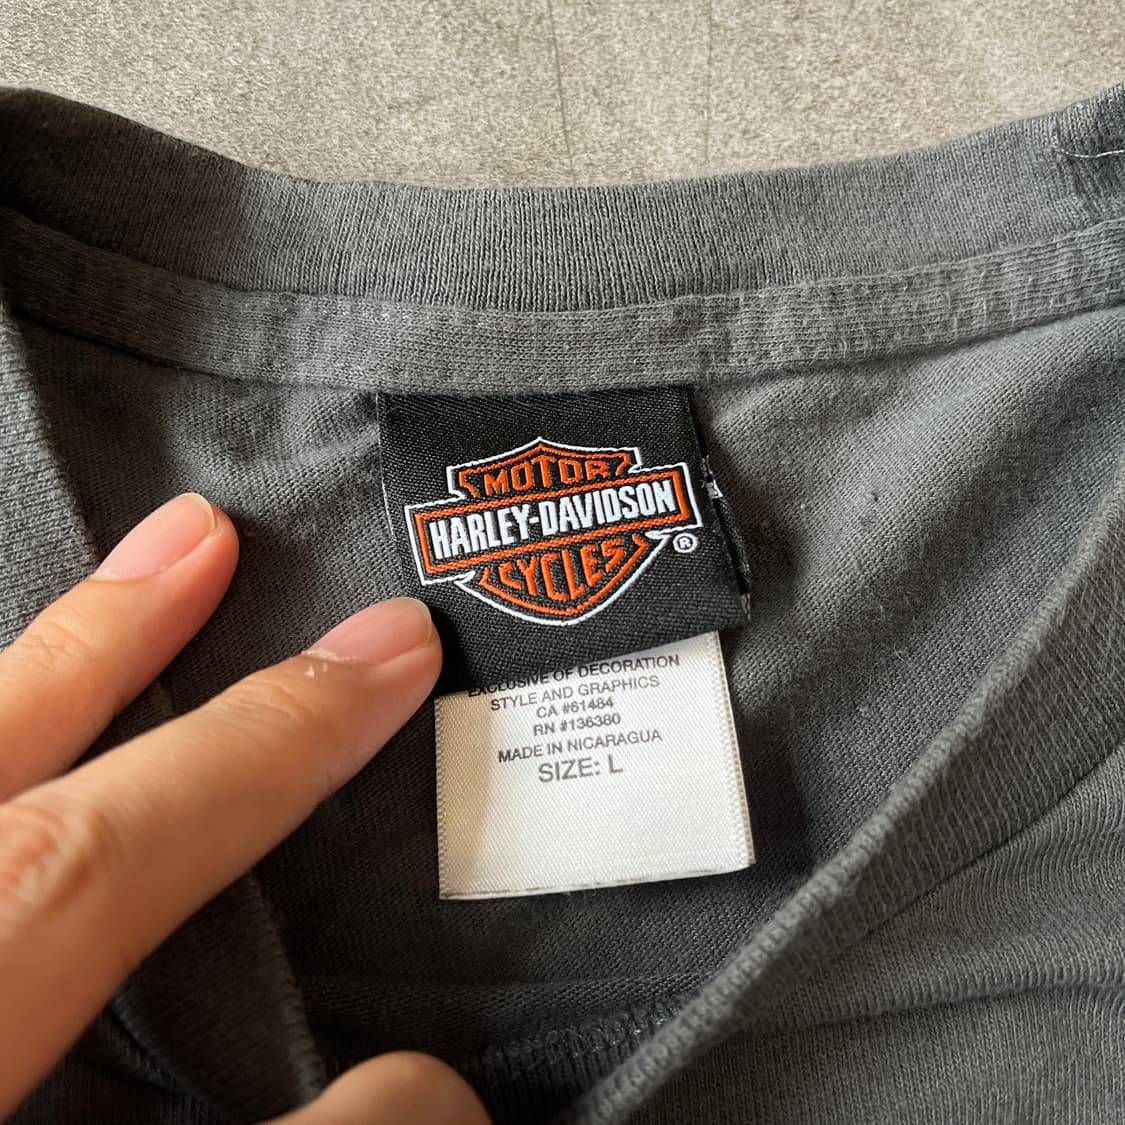 MOTOR
HARLEY-DAVIDSON
CYCLES
®
EXCLUSIVE OF DECORATION
STYLE AND GRAPHICS
CA #61484
RN #136380
MADE IN NICARAGUA
SIZE: L